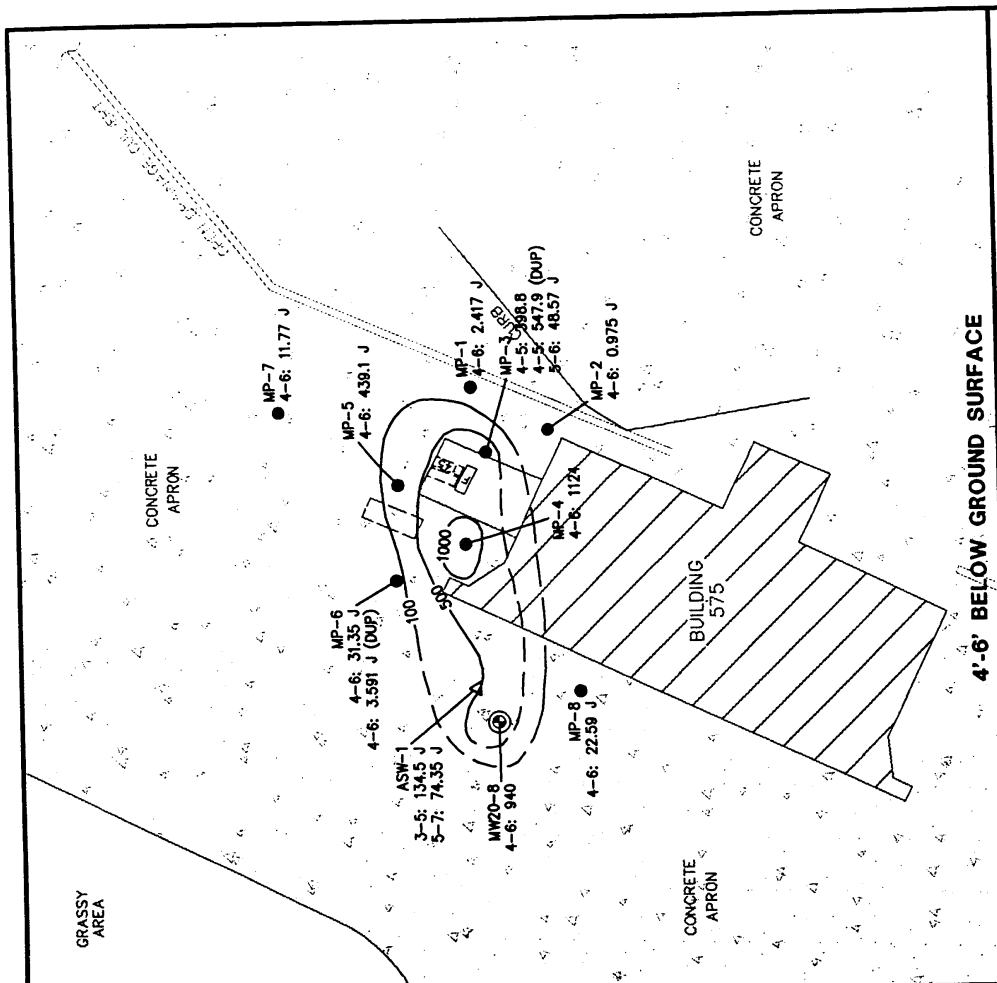 GRASSY
AREA
CONCRETE
APRON
MP-7
4-6: 11.77 J
MP-5
4-6: 439.1 J
MP-6
4-6: 31.35 J
4-6: 3.591 J (DUP)
ASW-1
3-5: 134.5 J
5-7: 74.35 J
MW20-8
4-6: 940
100
500
1000
MP-1
4-6: 2.417 J
CURB
MP-3
4-5: 398.8
4-5: 547.9 (DUP)
5-6: 48.57 J
MP-2
4-6: 0.975 J
MP-4
4-6: 1124
MP-8
4-6: 22.59 J
BUILDING
575
CONCRETE
APRON
CONCRETE
APRON
4'-6' BELOW GROUND SURFACE